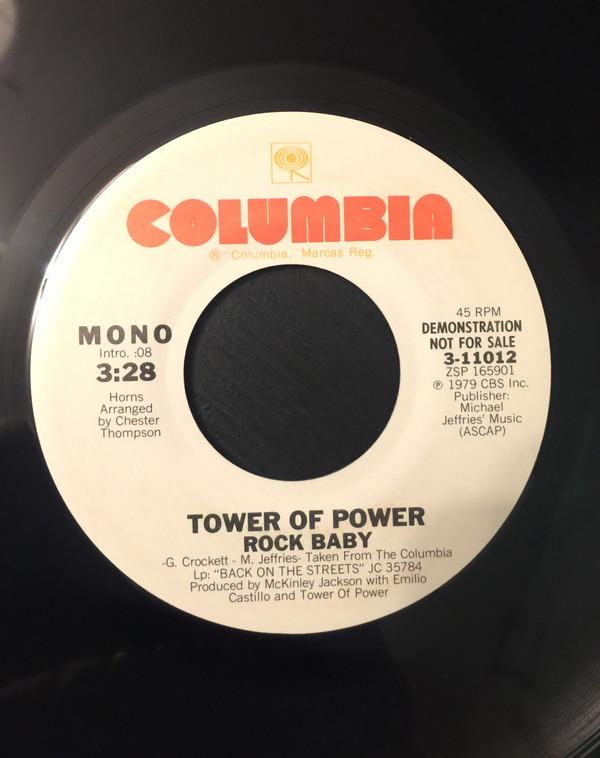 COLUMBIA
® "Columbia," Marcas Reg.
MONO
Intro. :08
3:28
Horns
Arranged
by Chester
Thompson
45 RPM
DEMONSTRATION
NOT FOR SALE
3-11012
ZSP 165901
℗ 1979 CBS Inc.
Publisher:
Michael
Jeffries' Music
(ASCAP)
TOWER OF POWER
ROCK BABY
-G. Crockett - M. Jeffries- Taken From The Columbia
Lp: "BACK ON THE STREETS" JC 35784
Produced by McKinley Jackson with Emilio
Castillo and Tower Of Power